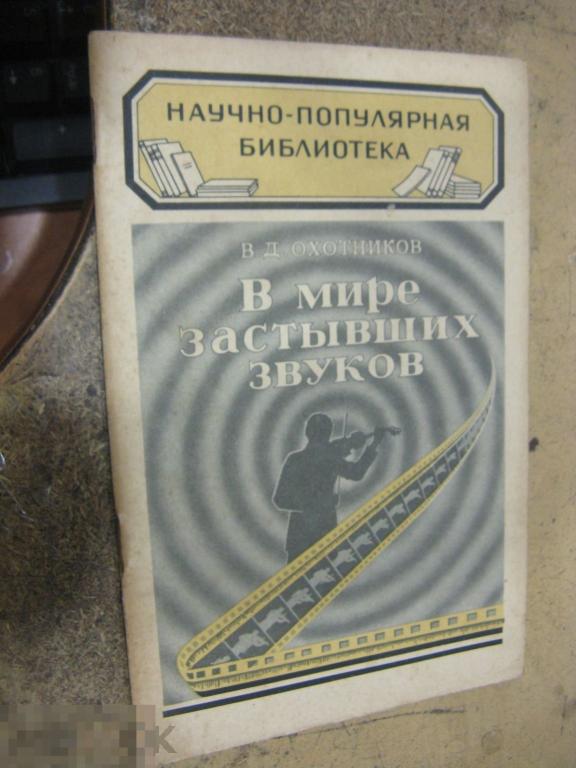 НАУЧНО-ПОПУЛЯРНАЯ
БИБЛИОТЕКА
В Д ОХОТНИКОВ
В мире
застывших
звуков